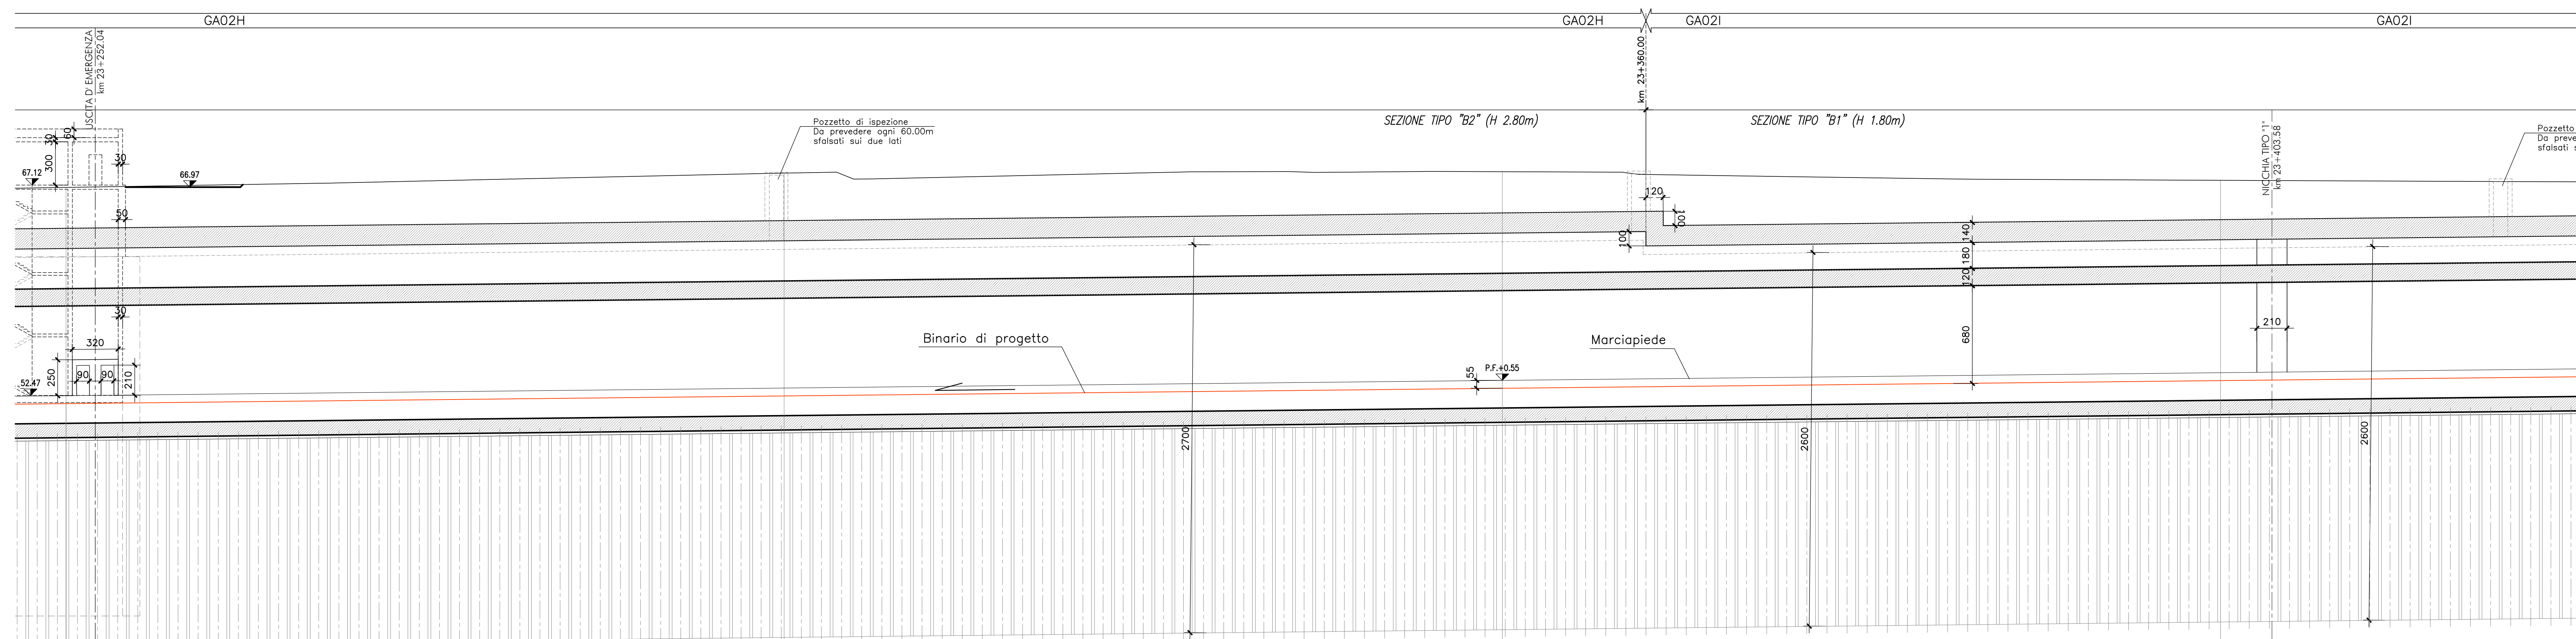 GA02H
GA02H
GA02I
GA02I
USCITA D' EMERGENZA
km 23+252.04
km 23+360.00
SEZIONE TIPO "B2" (H 2.80m)
SEZIONE TIPO "B1" (H 1.80m)
NICCHIA TIPO "1"
km 23+403.58
Pozzetto di ispezione
Da prevedere ogni 60.00m
sfalsati sui due lati
Pozzetto
Da preve
sfalsati s
30
60
300
30
67.12
66.97
50
120
100
100
140
180
120
680
30
320
250
90
90
210
52.47
Binario di progetto
Marciapiede
55
P.F.+0.55
210
2700
2600
2600